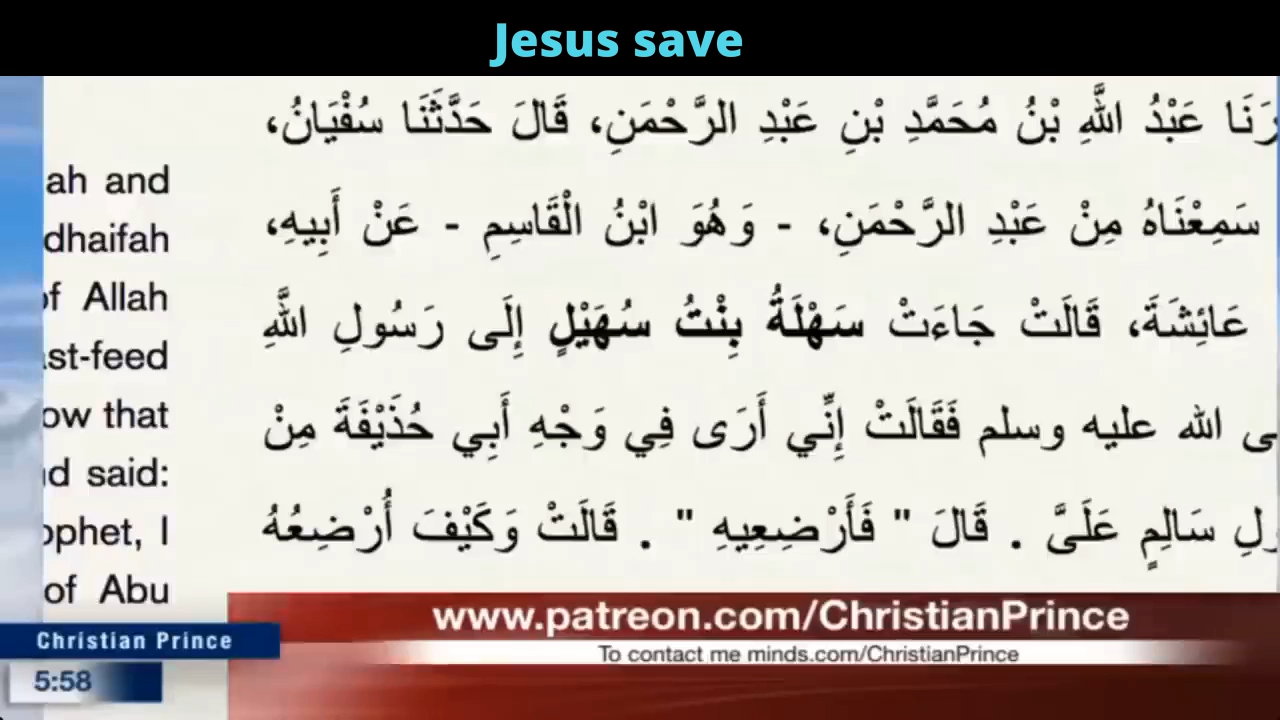 Jesus save
ah and
dhaifah
of Allah
ast-feed
ow that
nd said:
ophet, I
of Abu
رَنَا عَبْدُ اللَّهِ بْنُ مُحَمَّدِ بْنِ عَبْدِ الرَّحْمَنِ، قَالَ حَدَّثَنَا سُفْيَانُ،
سَمِعْنَاهُ مِنْ عَبْدِ الرَّحْمَنِ، - وَهُوَ ابْنُ الْقَاسِمِ - عَنْ أَبِيهِ،
عَائِشَةَ، قَالَتْ جَاءَتْ سَهْلَةُ بِنْتُ سُهَيْلٍ إِلَى رَسُولِ اللَّهِ
ى الله عليه وسلم فَقَالَتْ إِنِّي أَرَى فِي وَجْهِ أَبِي حُذَيْفَةَ مِنْ
ولِ سَالِمٍ عَلَىَّ . قَالَ " فَأَرْضِعِيهِ " . قَالَتْ وَكَيْفَ أُرْضِعُهُ
www.patreon.com/ChristianPrince
To contact me minds.com/ChristianPrince
Christian Prince
5:58